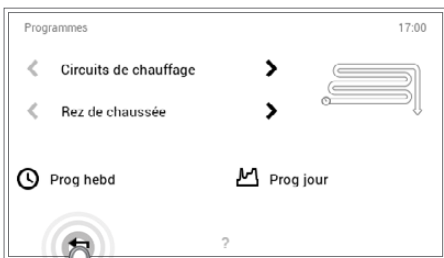 Programmes 17:00
Circuits de chauffage
Rez de chaussée
Prog hebd Prog jour
?